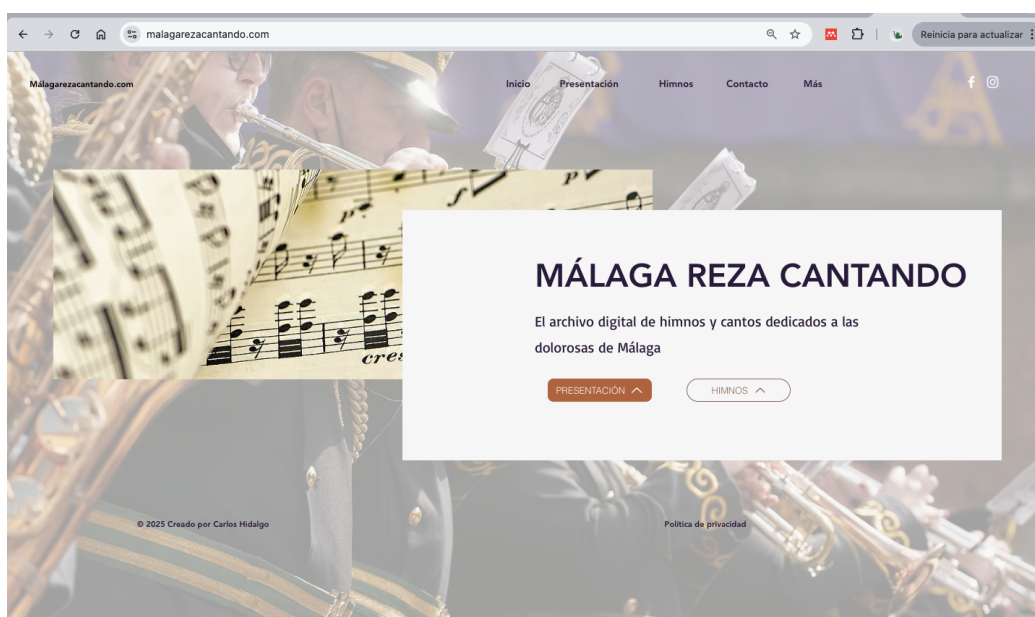 malagarezacantando.com
Reinicia para actualizar
Málagarezacantando.com
Inicio Presentación Himnos Contacto Más
MÁLAGA REZA CANTANDO
El archivo digital de himnos y cantos dedicados a las
dolorosas de Málaga
PRESENTACIÓN HIMNOS
p
f
p
cres
© 2025 Creado por Carlos Hidalgo Política de privacidad